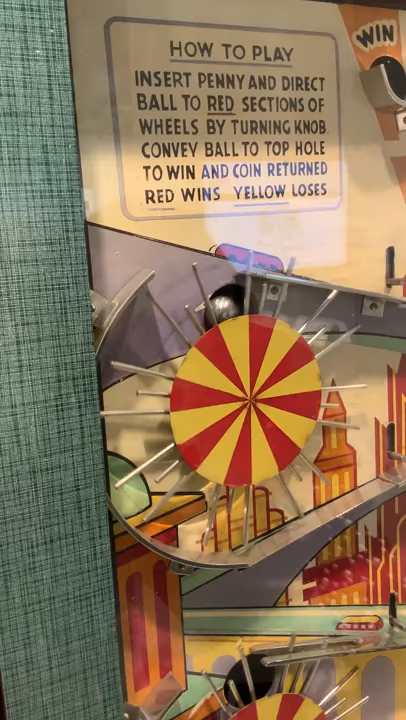 HOW TO PLAY
WIN
INSERT PENNY AND DIRECT
BALL TO RED SECTIONS OF
WHEELS BY TURNING KNOB.
CONVEY BALL TO TOP HOLE
TO WIN AND COIN RETURNED
RED WINS YELLOW LOSES